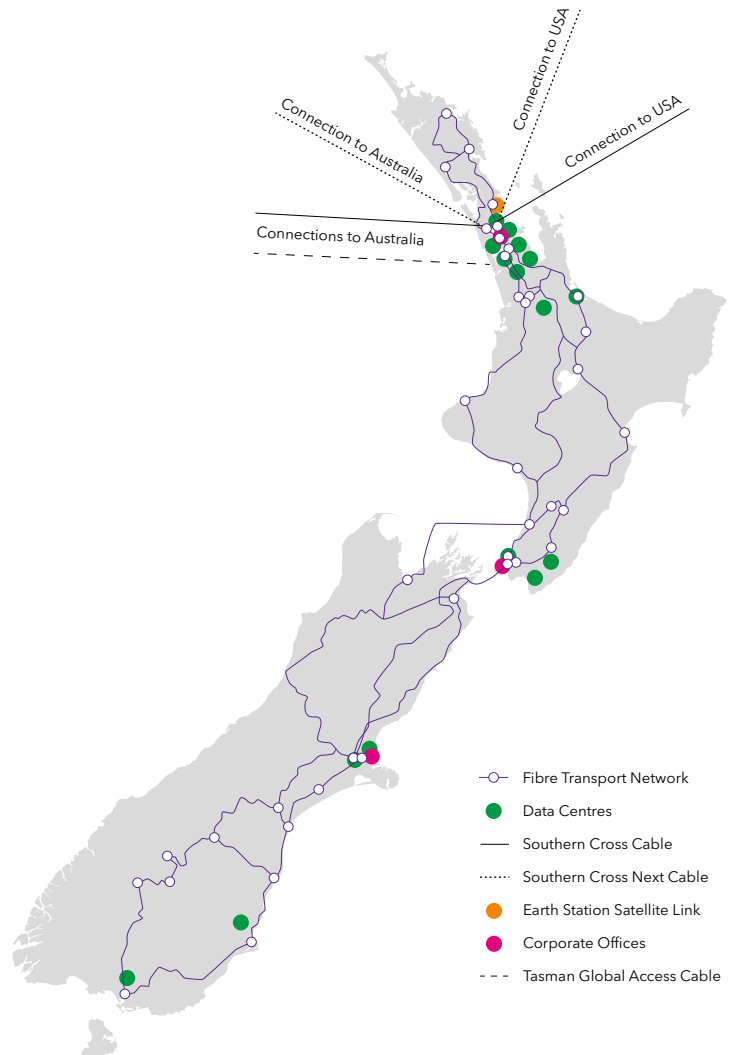 Connection to USA
Connection to USA
Connection to Australia
Connections to Australia
Fibre Transport Network
Data Centres
Southern Cross Cable
Southern Cross Next Cable
Earth Station Satellite Link
Corporate Offices
Tasman Global Access Cable